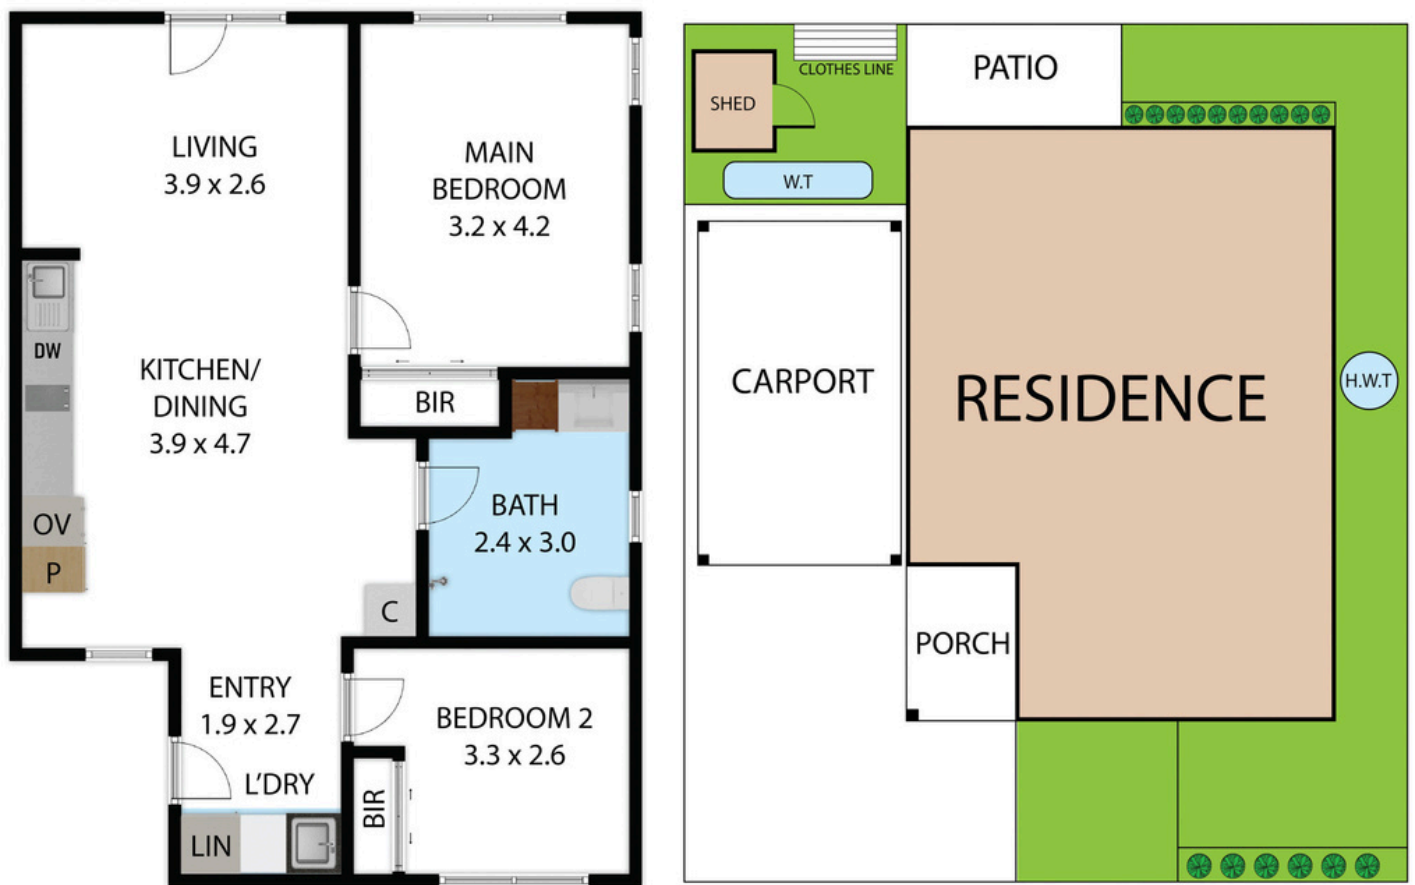 LIVING
3.9 x 2.6
MAIN
BEDROOM
3.2 x 4.2
DW
KITCHEN/
DINING
3.9 x 4.7
BIR
OV
P
BATH
2.4 x 3.0
C
ENTRY
1.9 x 2.7
L'DRY
LIN
BEDROOM 2
3.3 x 2.6
BIR
CLOTHES LINE
SHED
W.T
PATIO
CARPORT
RESIDENCE
H.W.T
PORCH